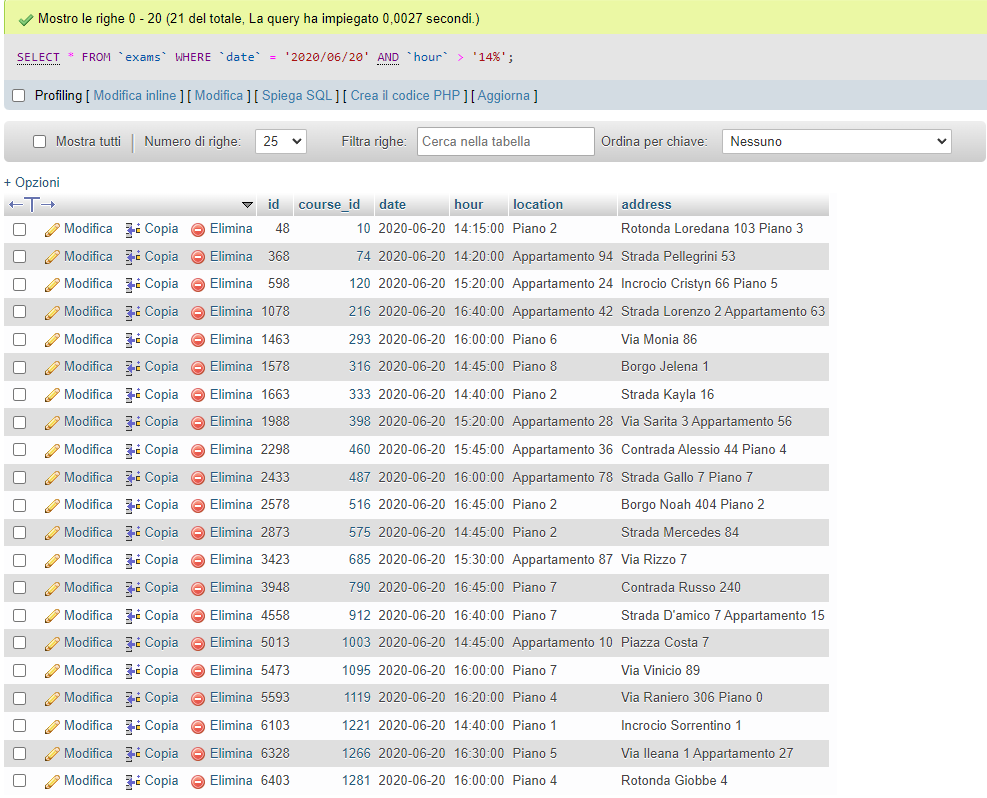 Mostro le righe 0 - 20 (21 del totale, La query ha impiegato 0,0027 secondi.)
SELECT * FROM `exams` WHERE `date` = '2020/06/20' AND `hour` > '14%';
Profiling [ Modifica inline ] [ Modifica ] [ Spiega SQL ] [ Crea il codice PHP ] [ Aggiorna ]
Mostra tutti Numero di righe: 25 Filtra righe: Cerca nella tabella Ordina per chiave: Nessuno
+ Opzioni
←T→ id course_id date hour location address
Modifica Copia Elimina 48 10 2020-06-20 14:15:00 Piano 2 Rotonda Loredana 103 Piano 3
Modifica Copia Elimina 368 74 2020-06-20 14:20:00 Appartamento 94 Strada Pellegrini 53
Modifica Copia Elimina 598 120 2020-06-20 15:20:00 Appartamento 24 Incrocio Cristyn 66 Piano 5
Modifica Copia Elimina 1078 216 2020-06-20 16:40:00 Appartamento 42 Strada Lorenzo 2 Appartamento 63
Modifica Copia Elimina 1463 293 2020-06-20 16:00:00 Piano 6 Via Monia 86
Modifica Copia Elimina 1578 316 2020-06-20 14:45:00 Piano 8 Borgo Jelena 1
Modifica Copia Elimina 1663 333 2020-06-20 14:40:00 Piano 2 Strada Kayla 16
Modifica Copia Elimina 1988 398 2020-06-20 15:20:00 Appartamento 28 Via Sarita 3 Appartamento 56
Modifica Copia Elimina 2298 460 2020-06-20 15:45:00 Appartamento 36 Contrada Alessio 44 Piano 4
Modifica Copia Elimina 2433 487 2020-06-20 16:00:00 Appartamento 78 Strada Gallo 7 Piano 7
Modifica Copia Elimina 2578 516 2020-06-20 16:45:00 Piano 2 Borgo Noah 404 Piano 2
Modifica Copia Elimina 2873 575 2020-06-20 14:45:00 Piano 2 Strada Mercedes 84
Modifica Copia Elimina 3423 685 2020-06-20 15:30:00 Appartamento 87 Via Rizzo 7
Modifica Copia Elimina 3948 790 2020-06-20 16:45:00 Piano 7 Contrada Russo 240
Modifica Copia Elimina 4558 912 2020-06-20 16:40:00 Piano 7 Strada D'amico 7 Appartamento 15
Modifica Copia Elimina 5013 1003 2020-06-20 14:45:00 Appartamento 10 Piazza Costa 7
Modifica Copia Elimina 5473 1095 2020-06-20 16:00:00 Piano 7 Via Vinicio 89
Modifica Copia Elimina 5593 1119 2020-06-20 16:20:00 Piano 4 Via Raniero 306 Piano 0
Modifica Copia Elimina 6103 1221 2020-06-20 14:40:00 Piano 1 Incrocio Sorrentino 1
Modifica Copia Elimina 6328 1266 2020-06-20 16:30:00 Piano 5 Via Ileana 1 Appartamento 27
Modifica Copia Elimina 6403 1281 2020-06-20 16:00:00 Piano 4 Rotonda Giobbe 4